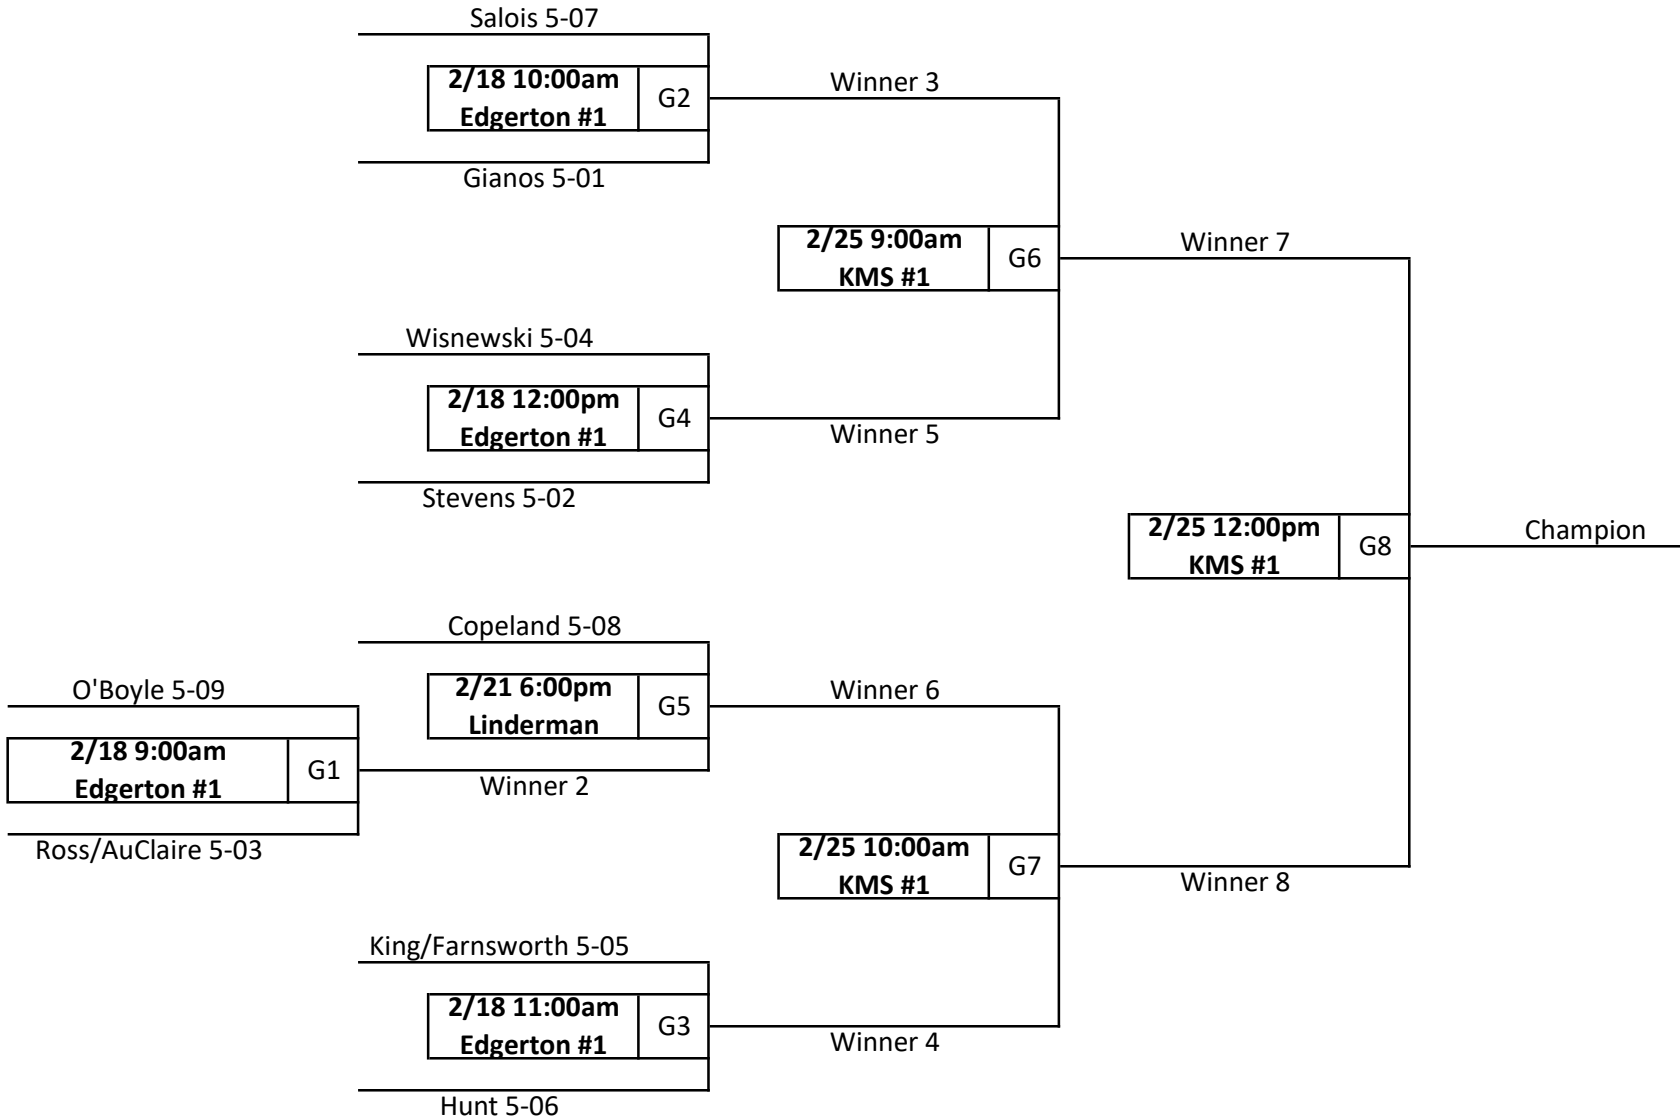 Salois 5-07
2/18 10:00am
Edgerton #1
G2
Winner 3
Gianos 5-01
2/25 9:00am
KMS #1
G6
Winner 7
Wisnewski 5-04
2/18 12:00pm
Edgerton #1
G4
Winner 5
Stevens 5-02
2/25 12:00pm
KMS #1
G8
Champion
Copeland 5-08
O'Boyle 5-09
2/21 6:00pm
Linderman
G5
Winner 6
2/18 9:00am
Edgerton #1
G1
Winner 2
Ross/AuClaire 5-03
2/25 10:00am
KMS #1
G7
Winner 8
King/Farnsworth 5-05
2/18 11:00am
Edgerton #1
G3
Winner 4
Hunt 5-06